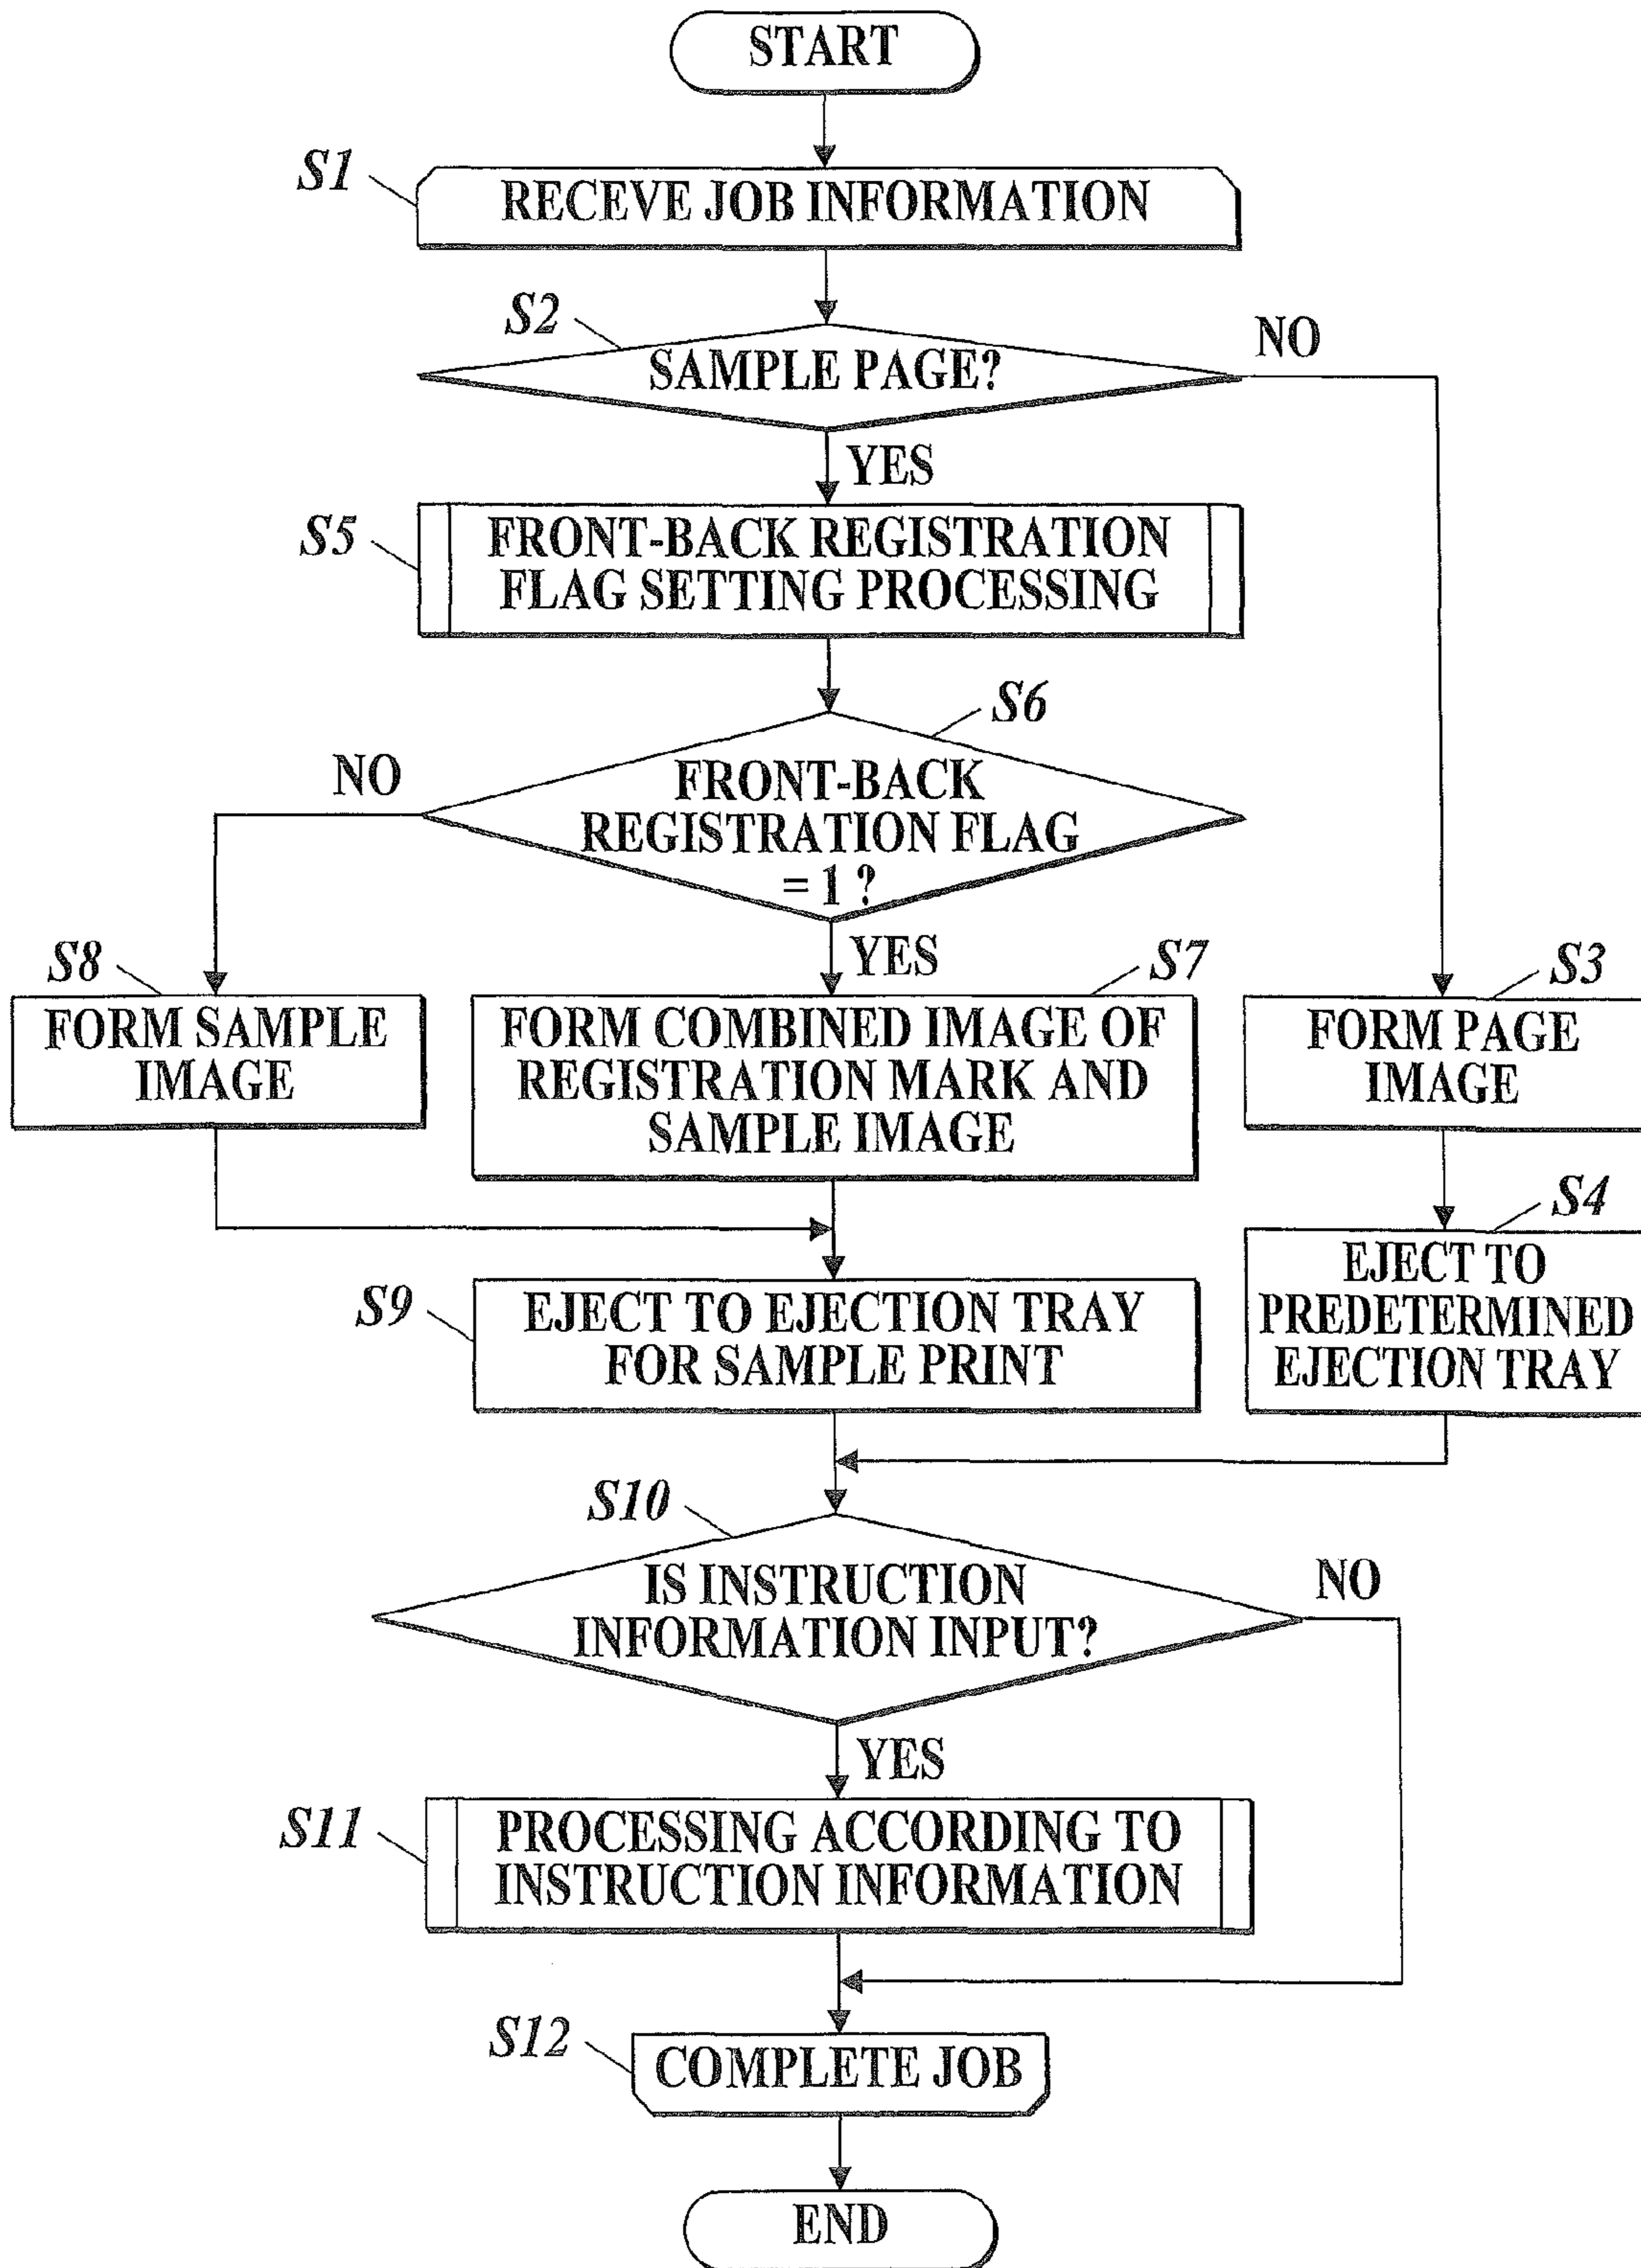 START
S1
RECEVE JOB INFORMATION
S2
SAMPLE PAGE?
NO
YES
S5
FRONT-BACK REGISTRATION
FLAG SETTING PROCESSING
S6
NO
FRONT-BACK
REGISTRATION FLAG
= 1 ?
YES
S8
FORM SAMPLE
IMAGE
S7
FORM COMBINED IMAGE OF
REGISTRATION MARK AND
SAMPLE IMAGE
S3
FORM PAGE
IMAGE
S4
EJECT TO
PREDETERMINED
EJECTION TRAY
S9
EJECT TO EJECTION TRAY
FOR SAMPLE PRINT
S10
IS INSTRUCTION
INFORMATION INPUT?
NO
YES
S11
PROCESSING ACCORDING TO
INSTRUCTION INFORMATION
S12
COMPLETE JOB
END